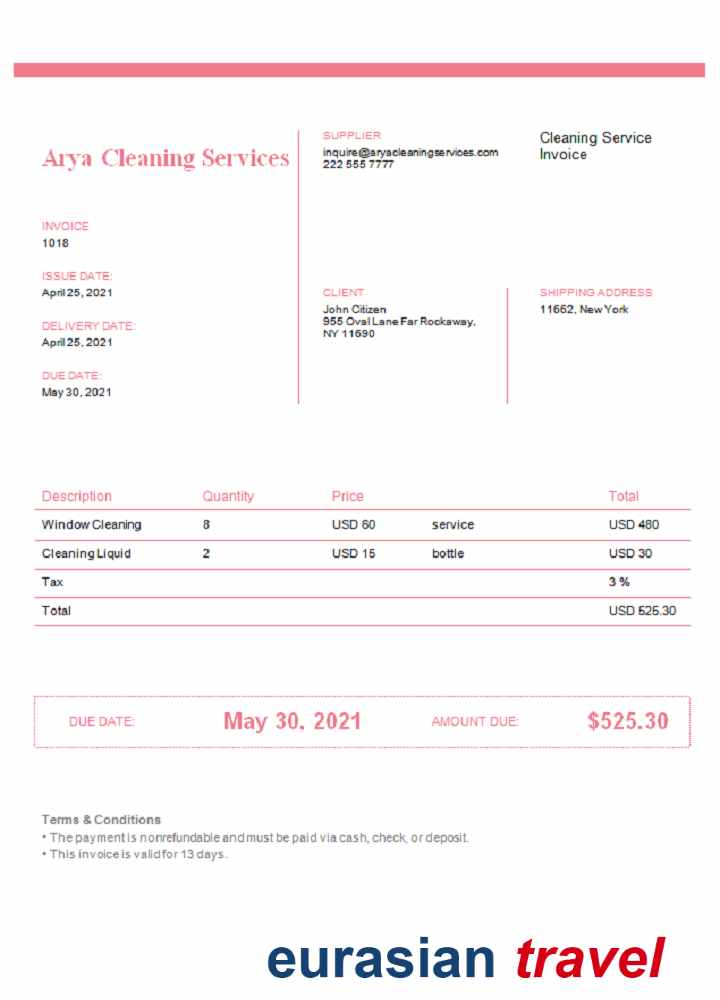 Arya Cleaning Services
SUPPLIER
inquire@aryacleaningservices.com
222 555 7777
Cleaning Service
Invoice
INVOICE
1018
ISSUE DATE:
April 25, 2021
DELIVERY DATE:
April 25, 2021
DUE DATE:
May 30, 2021
CLIENT
John Citizen
955 Oval Lane Far Rockaway,
NY 11690
SHIPPING ADDRESS
11662, New York
Description Quantity Price Total
Window Cleaning 8 USD 60 service USD 480
Cleaning Liquid 2 USD 15 bottle USD 30
Tax 3 %
Total USD 525.30
DUE DATE: May 30, 2021 AMOUNT DUE: $525.30
Terms & Conditions
• The payment is nonrefundable and must be paid via cash, check, or deposit.
• This invoice is valid for 13 days.
eurasian travel